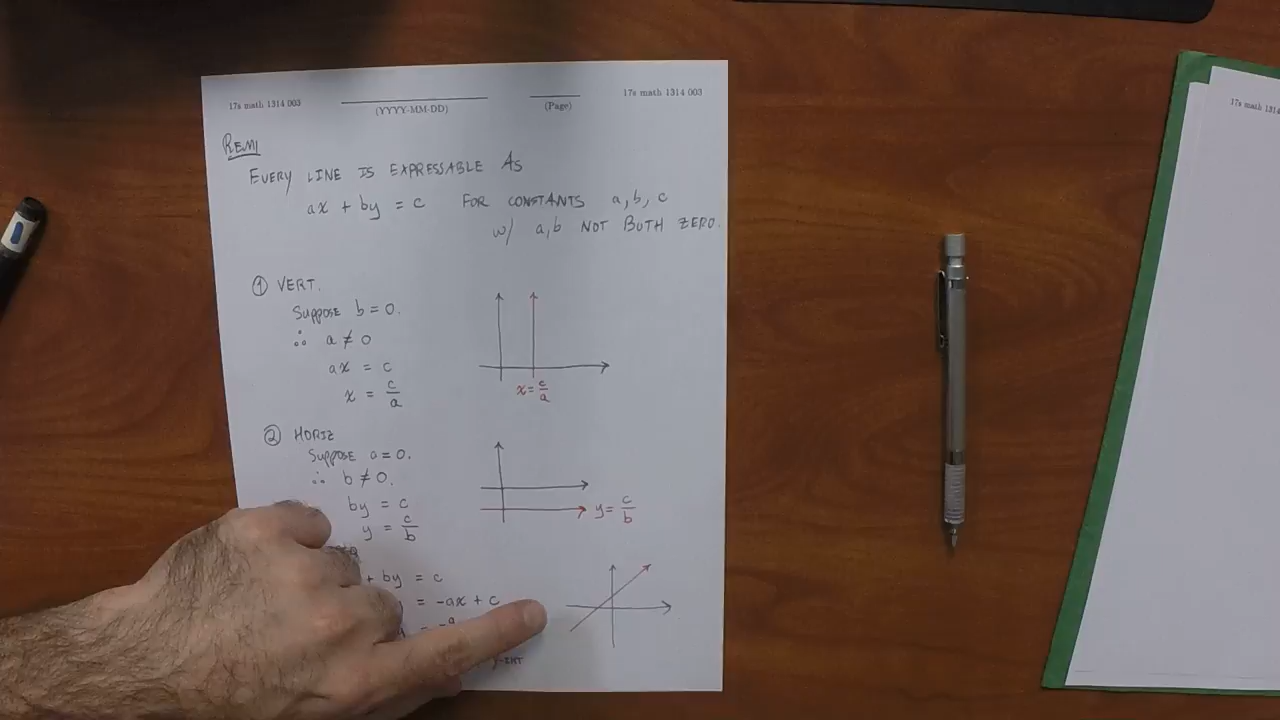 17s math 1314 003
(YYYY-MM-DD)
(Page)
17s math 1314 003
REM
EVERY LINE IS EXPRESSABLE AS
ax + by = c FOR CONSTANTS a, b, c
w/ a, b NOT BOTH ZERO.
① VERT.
SUPPOSE b = 0.
∴ a ≠ 0
ax = c
x = c/a
x = c/a
② HORIZ
SUPPOSE a = 0.
∴ b ≠ 0.
by = c
y = c/b
y = c/b
+ by = c
= -ax + c
y-INT
17s math 1314